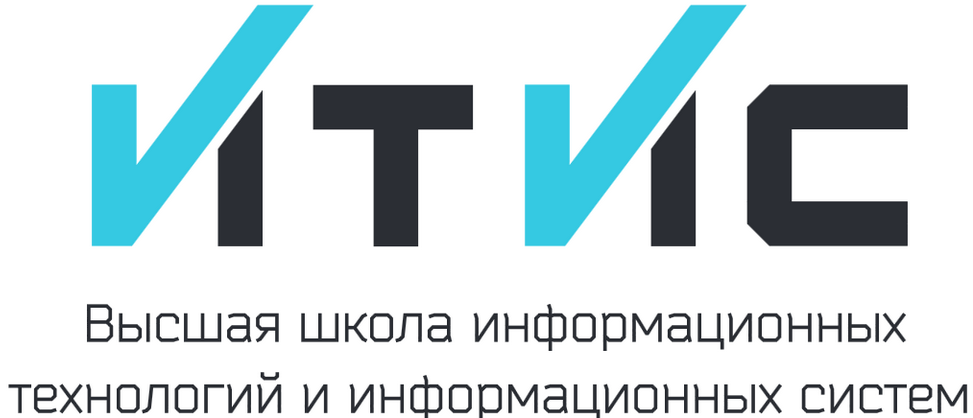 ИТИС
Высшая школа информационных
технологий и информационных систем